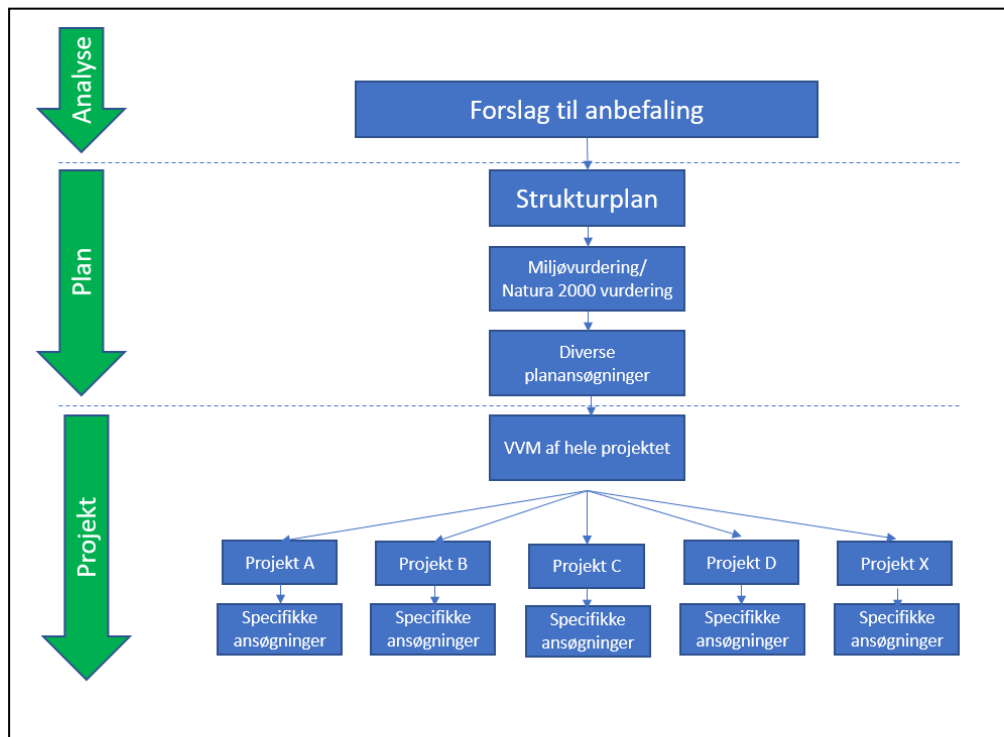 Analyse
Forslag til anbefaling
Plan
Strukturplan
Miljøvurdering/
Natura 2000 vurdering
Diverse
planansøgninger
Projekt
VVM af hele projektet
Projekt A
Projekt B
Projekt C
Projekt D
Projekt X
Specifikke
ansøgninger
Specifikke
ansøgninger
Specifikke
ansøgninger
Specifikke
ansøgninger
Specifikke
ansøgninger